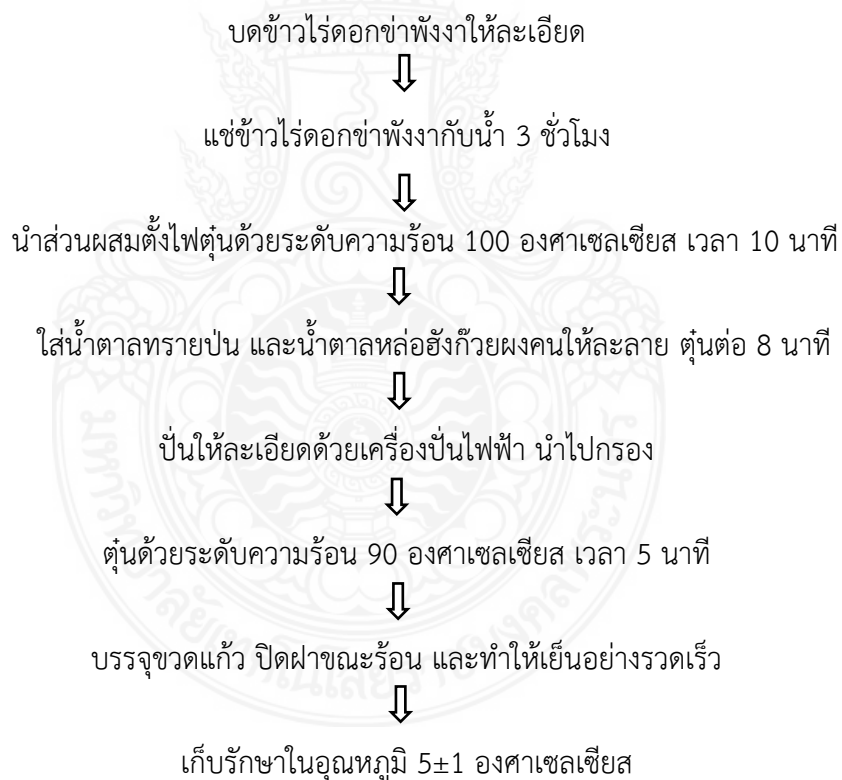 บดข้าวไร่ดอกข่าพังงาให้ละเอียด
แช่ข้าวไร่ดอกข่าพังงากับน้ำ 3 ชั่วโมง
นำส่วนผสมตั้งไฟตุ๋นด้วยระดับความร้อน 100 องศาเซลเซียส เวลา 10 นาที
ใส่น้ำตาลทรายป่น และน้ำตาลหล่อฮังก๊วยผงคนให้ละลาย ตุ๋นต่อ 8 นาที
ปั่นให้ละเอียดด้วยเครื่องปั่นไฟฟ้า นำไปกรอง
ตุ๋นด้วยระดับความร้อน 90 องศาเซลเซียส เวลา 5 นาที
บรรจุขวดแก้ว ปิดฝาขณะร้อน และทำให้เย็นอย่างรวดเร็ว
เก็บรักษาในอุณหภูมิ 5±1 องศาเซลเซียส